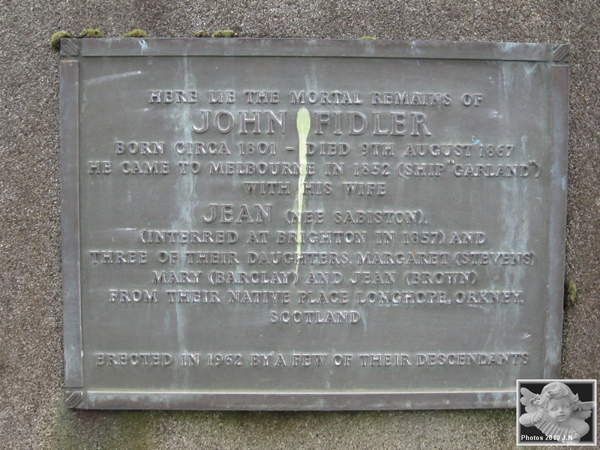 HERE LIE THE MORTAL REMAINS OF
JOHN FIDLER
BORN CIRCA 1801 - DIED 9TH AUGUST 1867
HE CAME TO MELBOURNE IN 1852 (SHIP "GARLAND")
WITH HIS WIFE
JEAN (NEE SABISTON),
(INTERRED AT BRIGHTON IN 1857) AND
THREE OF THEIR DAUGHTERS, MARGARET (STEVENS)
MARY (BARCLAY) AND JEAN (BROWN)
FROM THEIR NATIVE PLACE LONGHOPE, ORKNEY,
SCOTLAND
ERECTED IN 1962 BY A FEW OF THEIR DESCENDANTS
Photos 2010 J.N